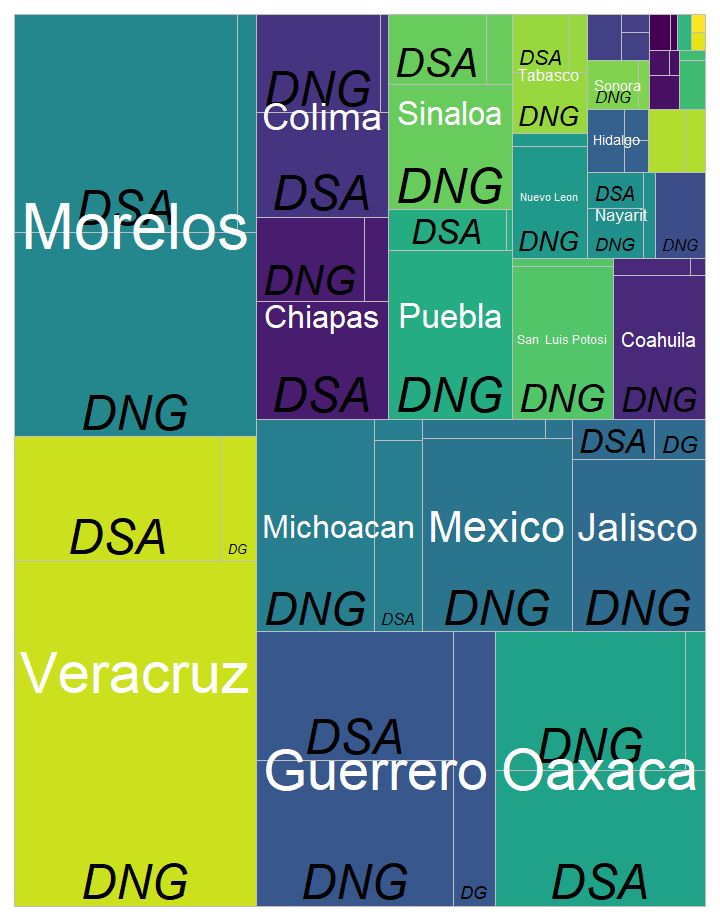 DSA
Morelos
DNG
DSA
DG
Veracruz
DNG
DNG
Colima
DSA
DNG
Chiapas
DSA
DSA
Sinaloa
DNG
DSA
Puebla
DNG
DSA
Tabasco
DNG
Nuevo Leon
DNG
Sonora
DNG
Hidalgo
DSA
Nayarit
DNG
DNG
San Luis Potosi
DNG
Coahuila
DNG
Michoacan
DNG
DSA
Mexico
DNG
DSA
DG
Jalisco
DNG
DSA
Guerrero
DNG
DG
DNG
Oaxaca
DSA